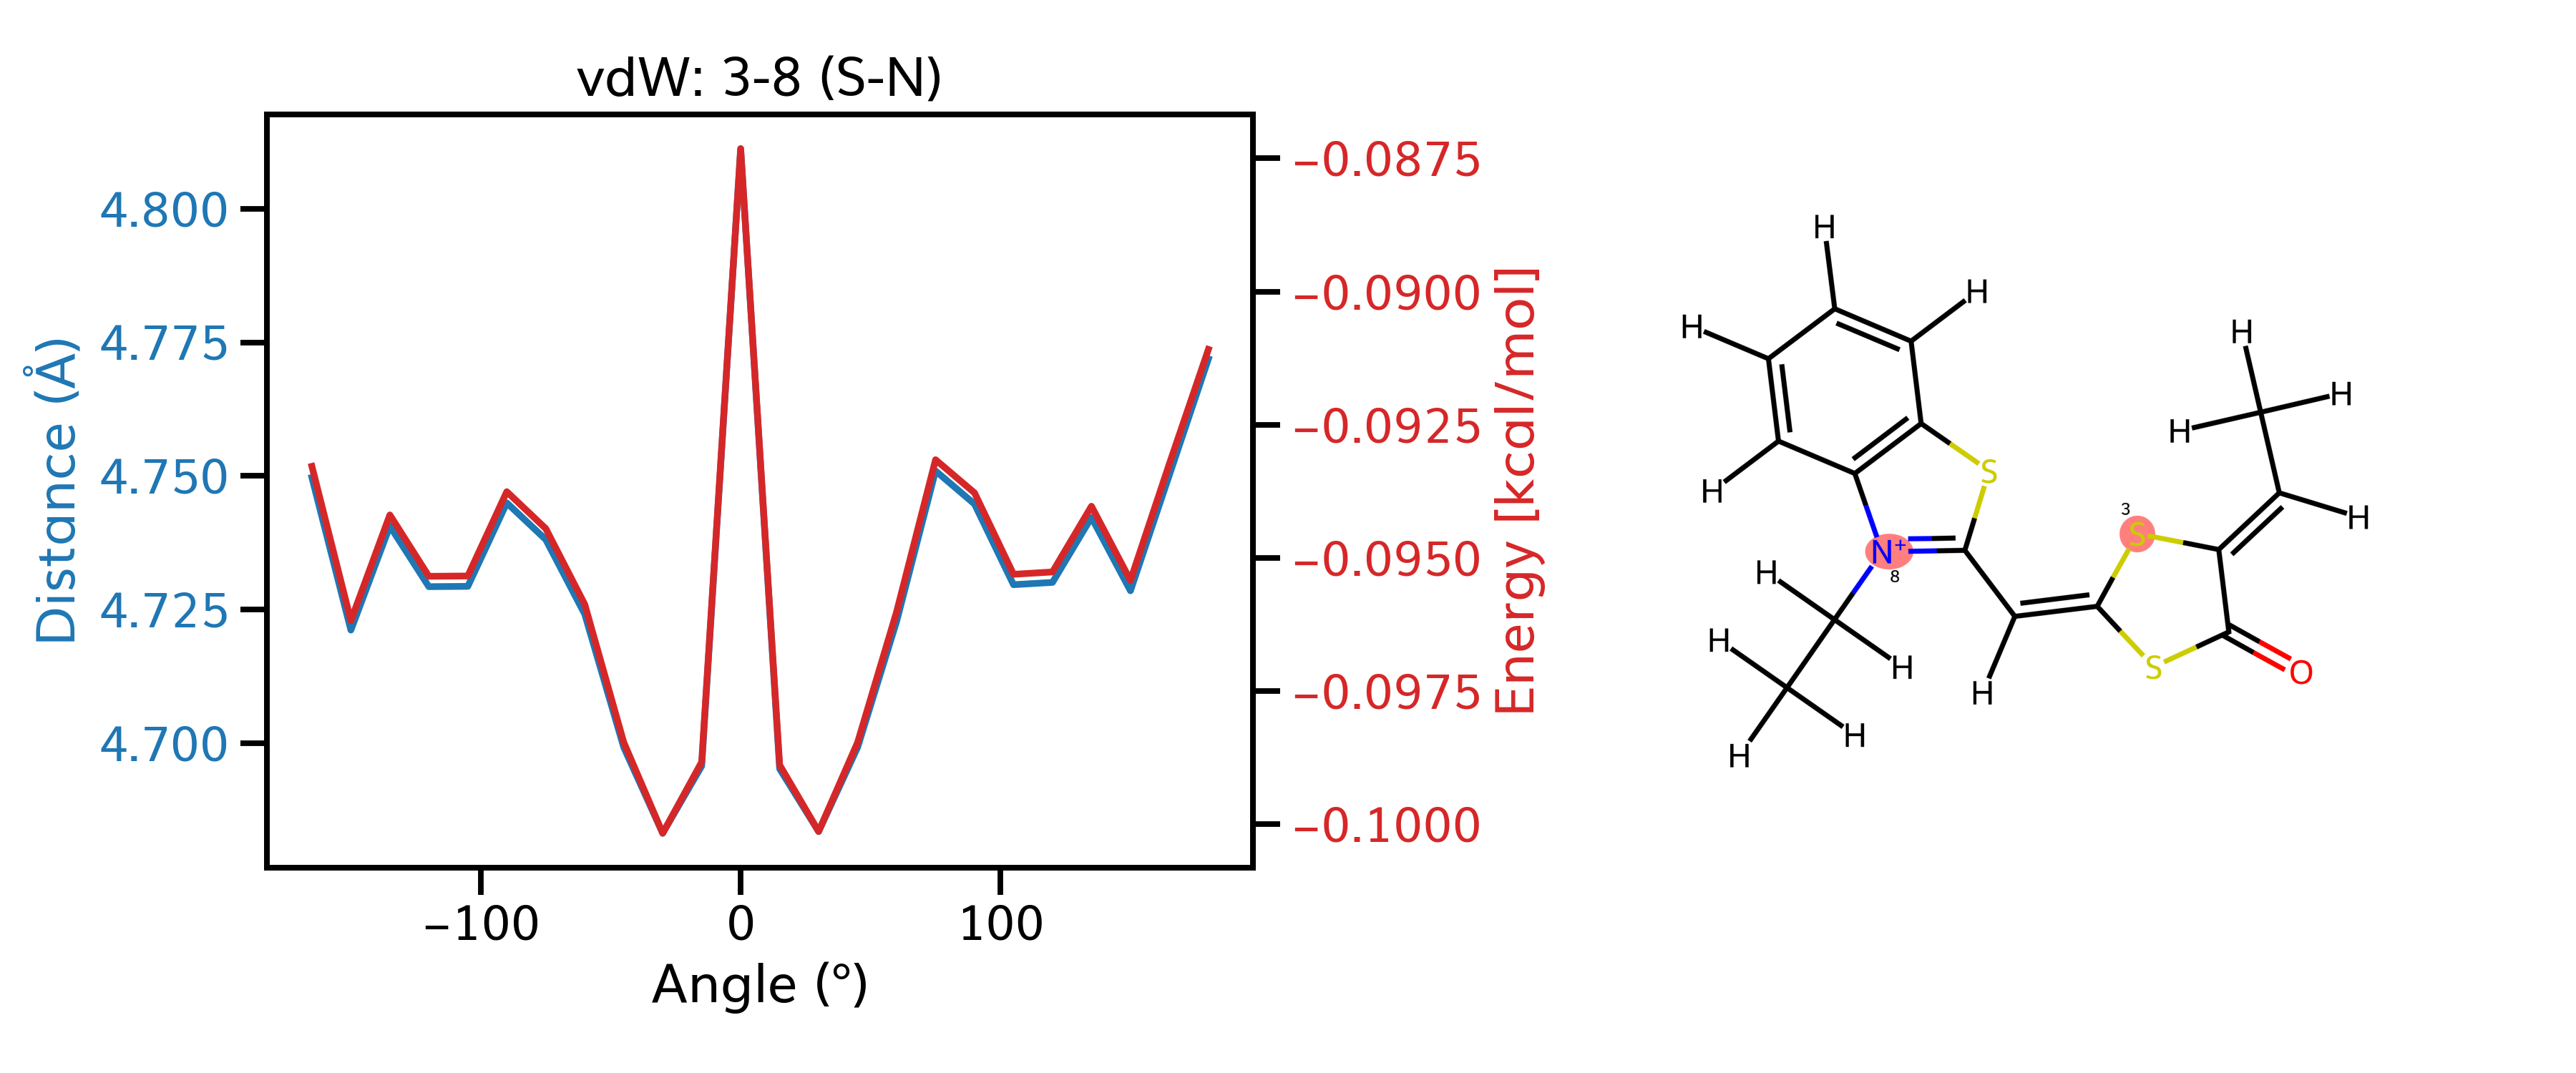 vdW: 3-8 (S-N)
4.800
4.775
4.750
4.725
4.700
Distance (Å)
−0.0875
−0.0900
−0.0925
−0.0950
−0.0975
−0.1000
Energy [kcal/mol]
−100
0
100
Angle (°)
H
H
H
H
H
H
S
3
S
H
H
N+
8
H
H
H
S
O
H
H
H
H